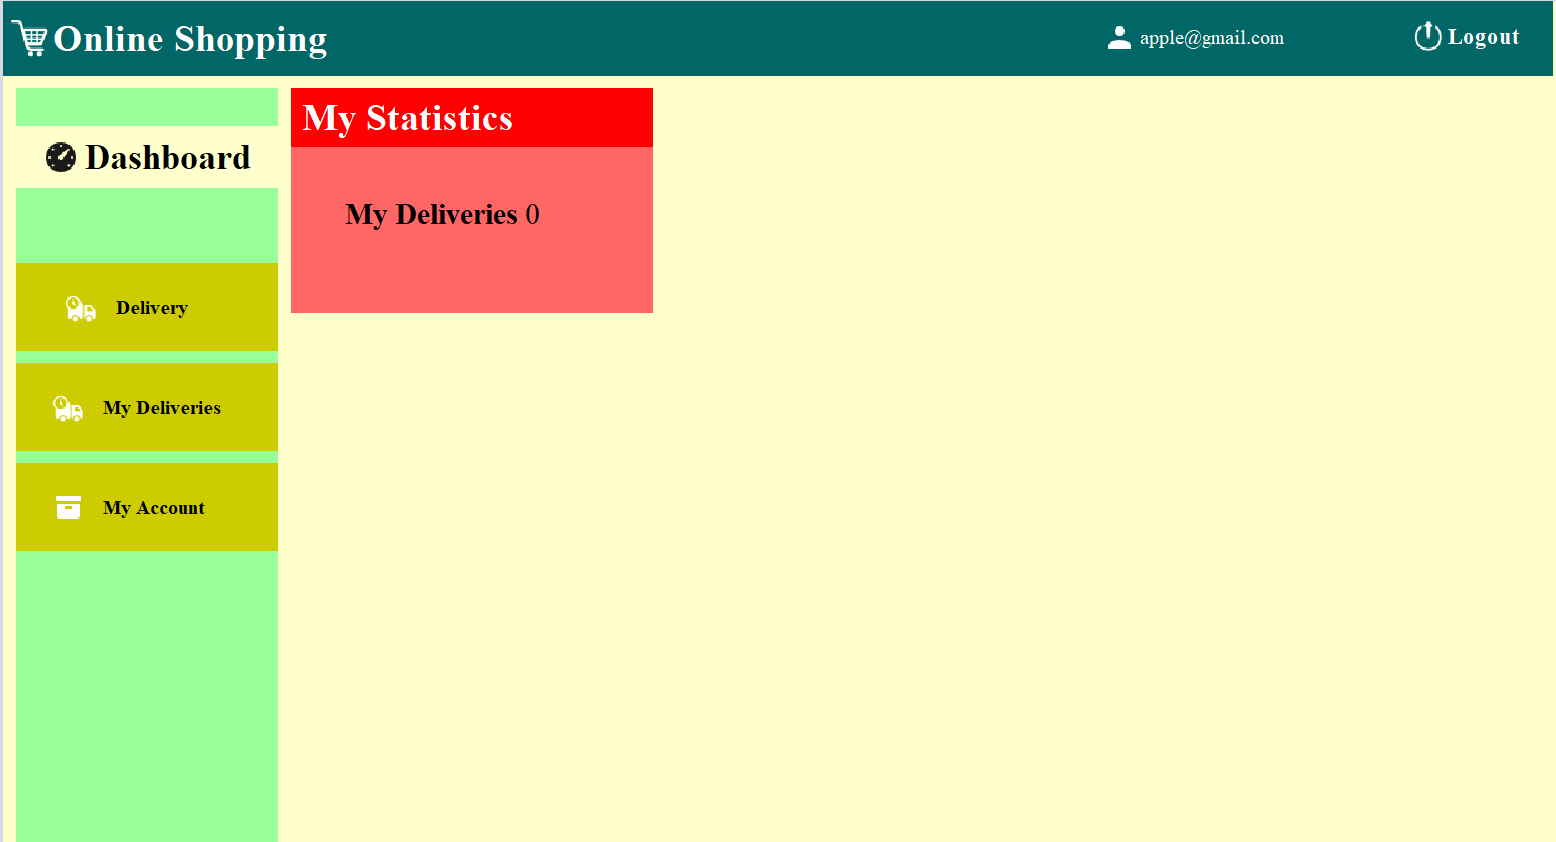 Online Shopping
apple@gmail.com
Logout
Dashboard
Delivery
My Deliveries
My Account
My Statistics
My Deliveries 0